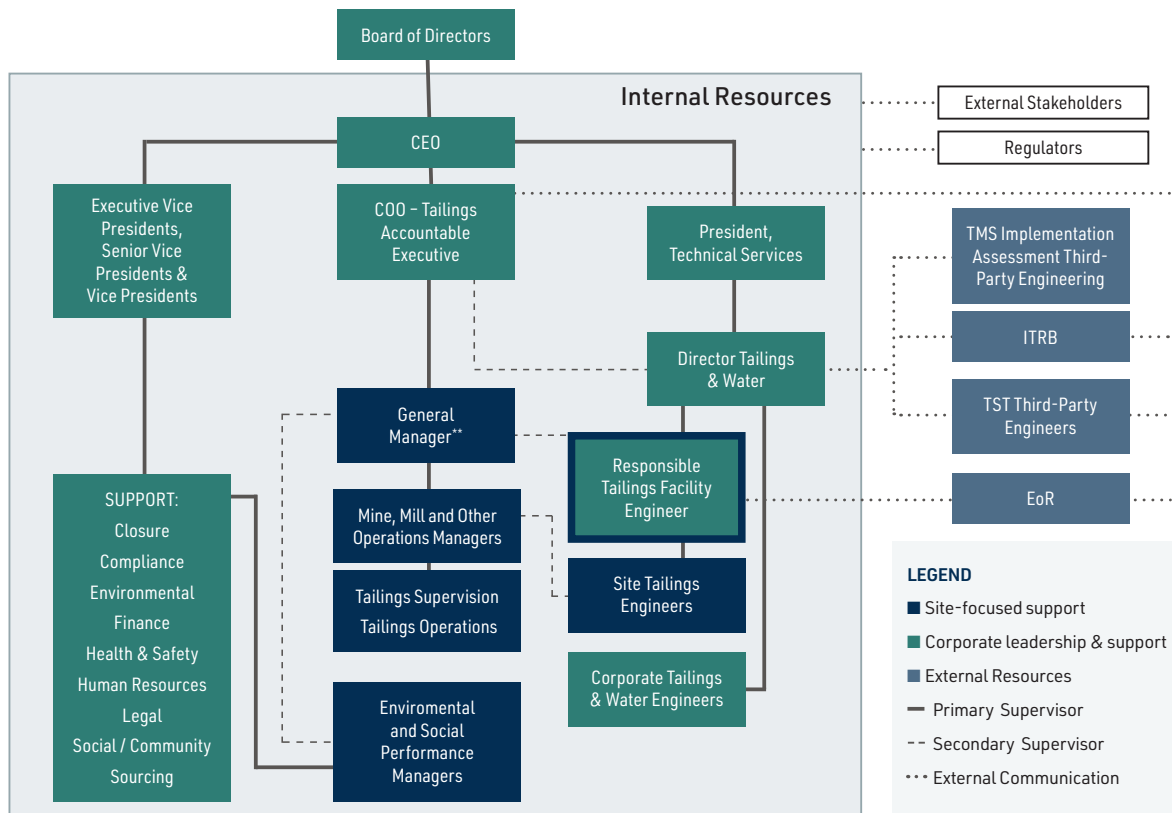 Board of Directors
Internal Resources
External Stakeholders
Regulators
CEO
Executive Vice
Presidents,
Senior Vice
Presidents &
Vice Presidents
COO – Tailings
Accountable
Executive
President,
Technical Services
TMS Implementation
Assessment Third-
Party Engineering
ITRB
Director Tailings
& Water
TST Third-Party
Engineers
General
Manager**
Responsible
Tailings Facility
Engineer
EoR
SUPPORT:
Closure
Compliance
Environmental
Finance
Health & Safety
Human Resources
Legal
Social / Community
Sourcing
Mine, Mill and Other
Operations Managers
Tailings Supervision
Tailings Operations
Site Tailings
Engineers
Corporate Tailings
& Water Engineers
Enviromental
and Social
Performance
Managers
LEGEND
Site-focused support
Corporate leadership & support
External Resources
Primary Supervisor
Secondary Supervisor
External Communication